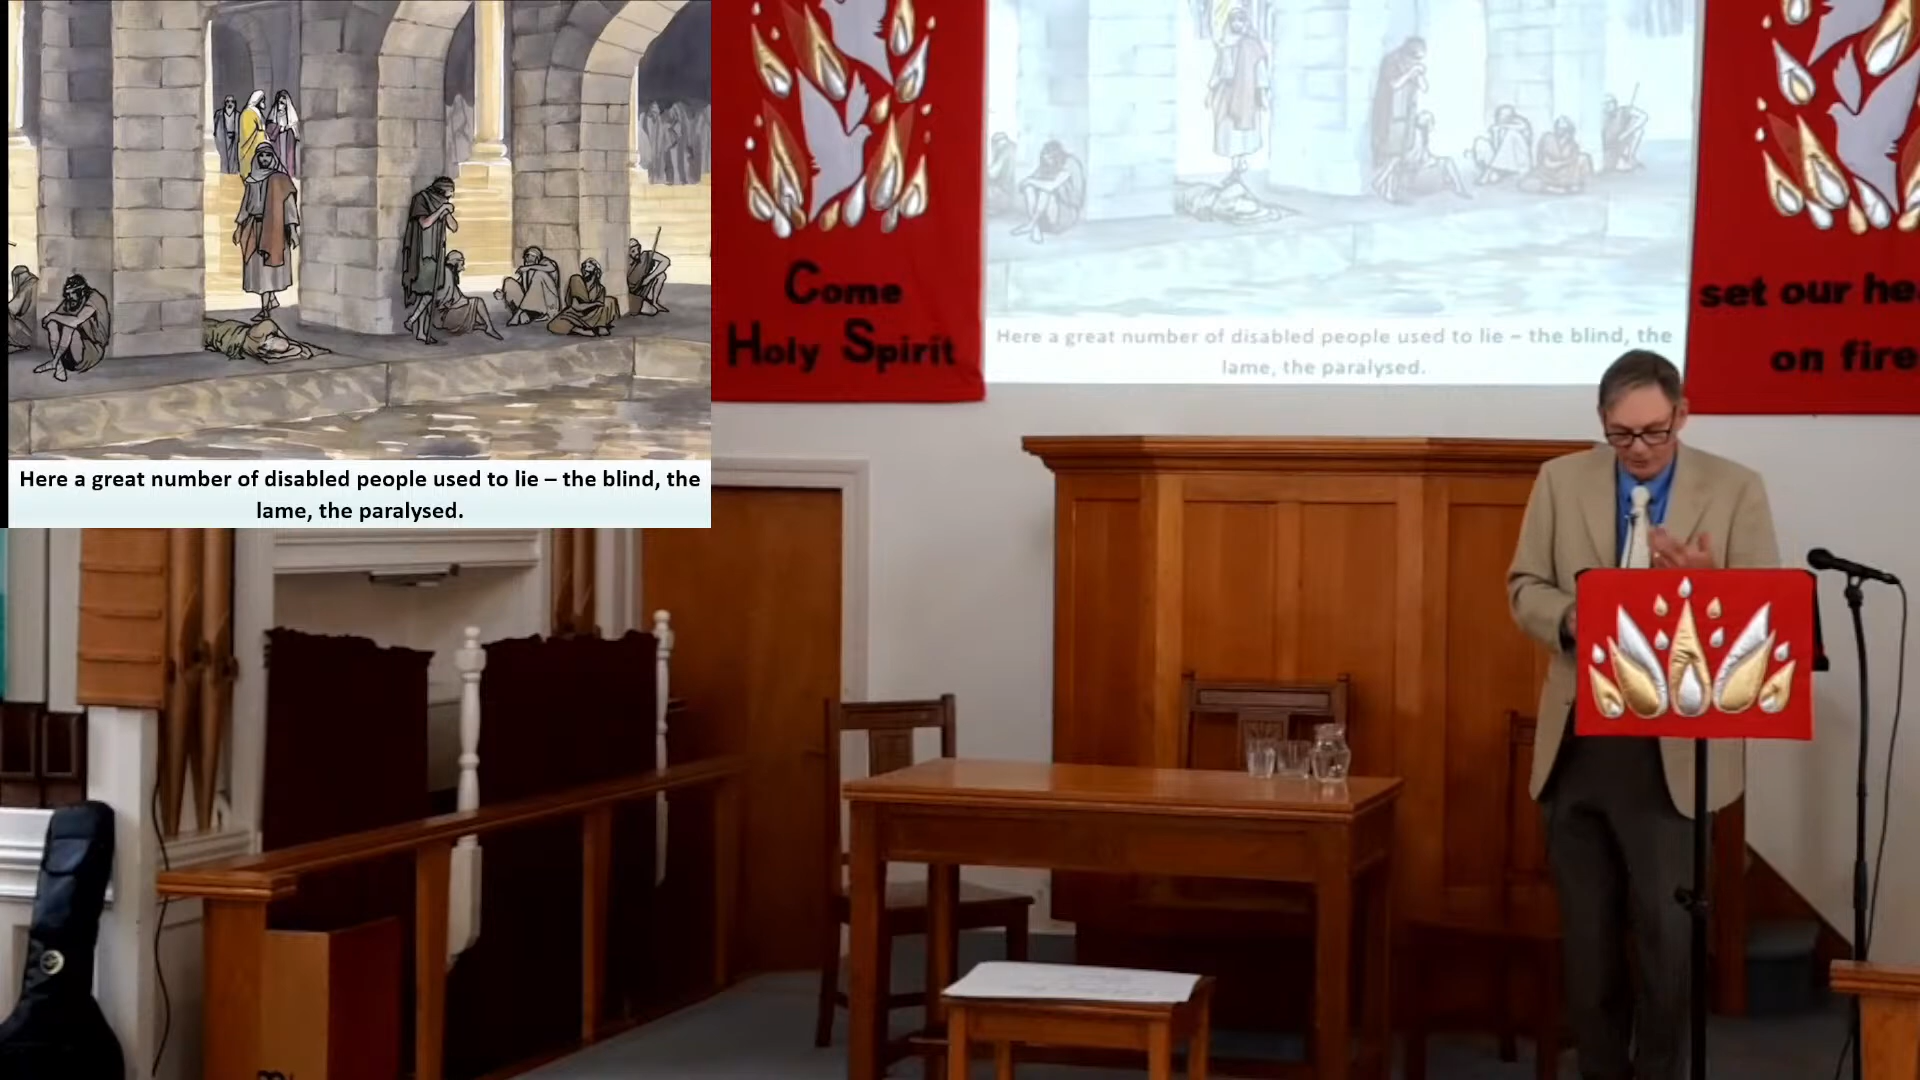 Here a great number of disabled people used to lie – the blind, the
lame, the paralysed.
Come
Holy Spirit
Here a great number of disabled people used to lie – the blind, the
lame, the paralysed.
set our
on fire